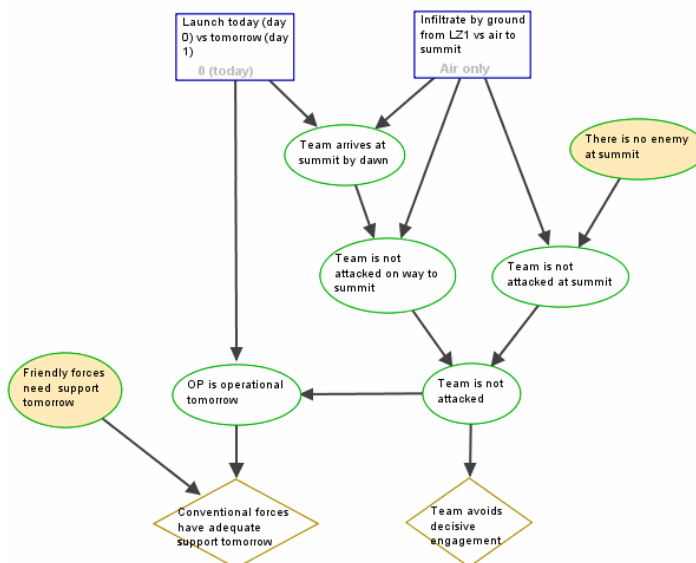 Launch today (day
0) vs tomorrow (day
1)
0 (today)
Infiltrate by ground
from LZ1 vs air to
summit
Air only
Team arrives at
summit by dawn
There is no enemy
at summit
Team is not
attacked on way to
summit
Team is not
attacked at summit
Friendly forces
need support
tomorrow
OP is operational
tomorrow
Team is not
attacked
Conventional forces
have adequate
support tomorrow
Team avoids
decisive
engagement